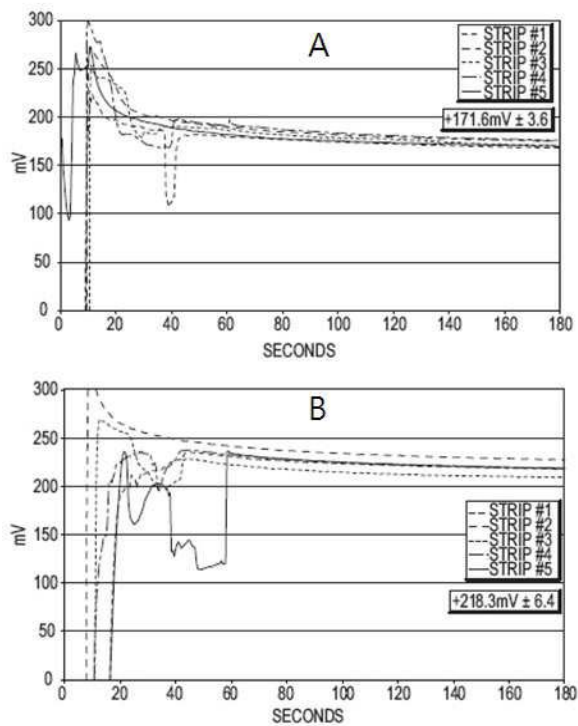 A
300
250
200
150
100
50
0
mV
STRIP #1
STRIP #2
STRIP #3
STRIP #4
STRIP #5
+171.6mV ± 3.6
0 20 40 60 80 100 120 140 160 180
SECONDS
B
300
250
200
150
100
50
0
mV
STRIP #1
STRIP #2
STRIP #3
STRIP #4
STRIP #5
+218.3mV ± 6.4
0 20 40 60 80 100 120 140 160 180
SECONDS